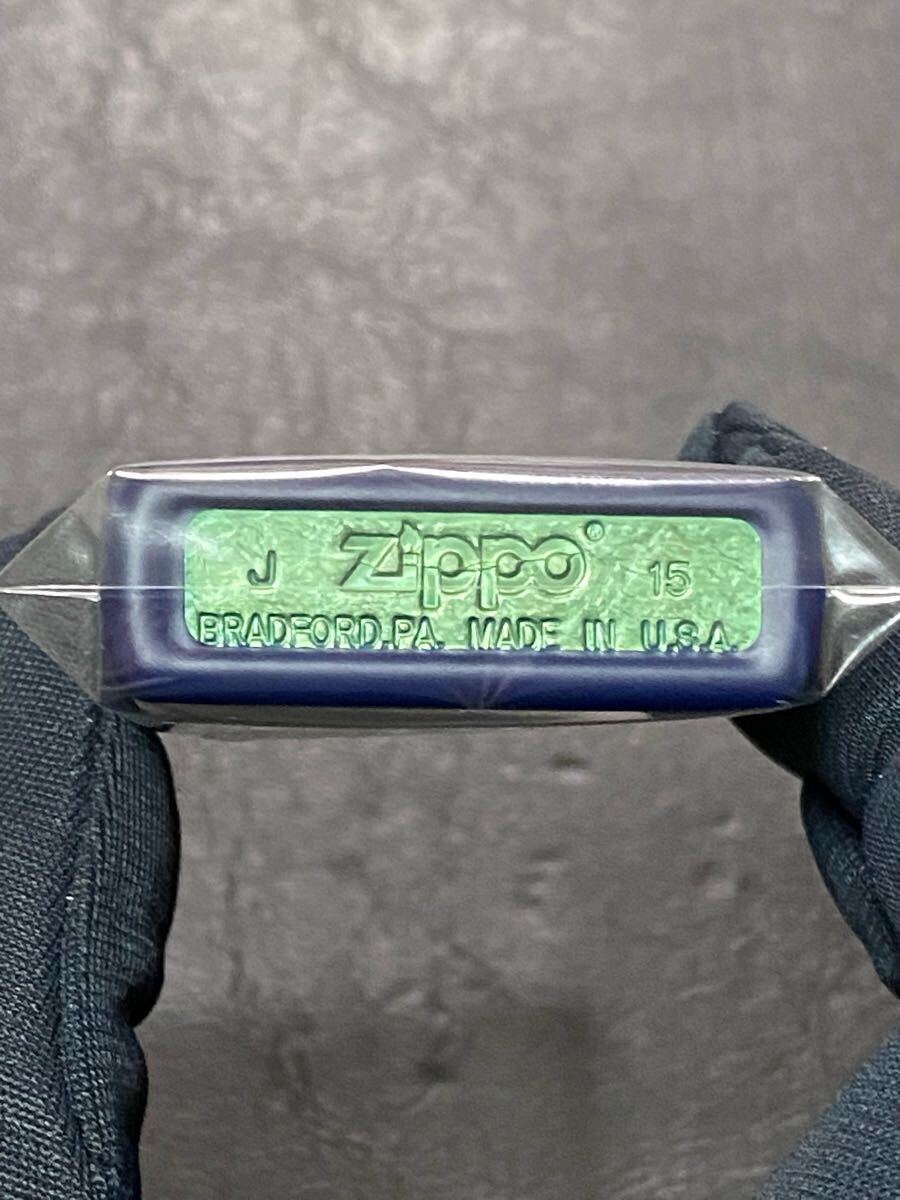 J Zippo® 15
BRADFORD,PA. MADE IN U.S.A.